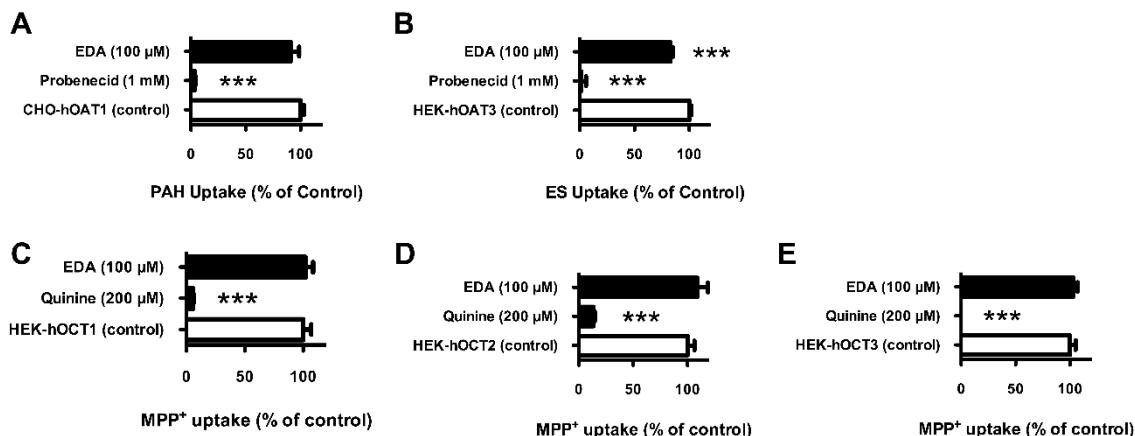 A
EDA (100 µM)
Probenecid (1 mM)
***
CHO-hOAT1 (control)
0 50 100
PAH Uptake (% of Control)
B
EDA (100 µM)
***
Probenecid (1 mM)
***
HEK-hOAT3 (control)
0 50 100
ES Uptake (% of Control)
C
EDA (100 µM)
Quinine (200 µM)
***
HEK-hOCT1 (control)
0 50 100
MPP⁺ uptake (% of control)
D
EDA (100 µM)
Quinine (200 µM)
***
HEK-hOCT2 (control)
0 50 100
MPP⁺ uptake (% of control)
E
EDA (100 µM)
Quinine (200 µM)
***
HEK-hOCT3 (control)
0 50 100
MPP⁺ uptake (% of control)